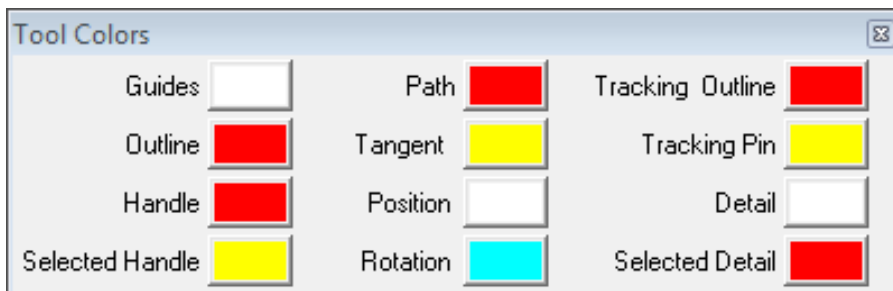 Tool Colors
Guides Path Tracking Outline
Outline Tangent Tracking Pin
Handle Position Detail
Selected Handle Rotation Selected Detail